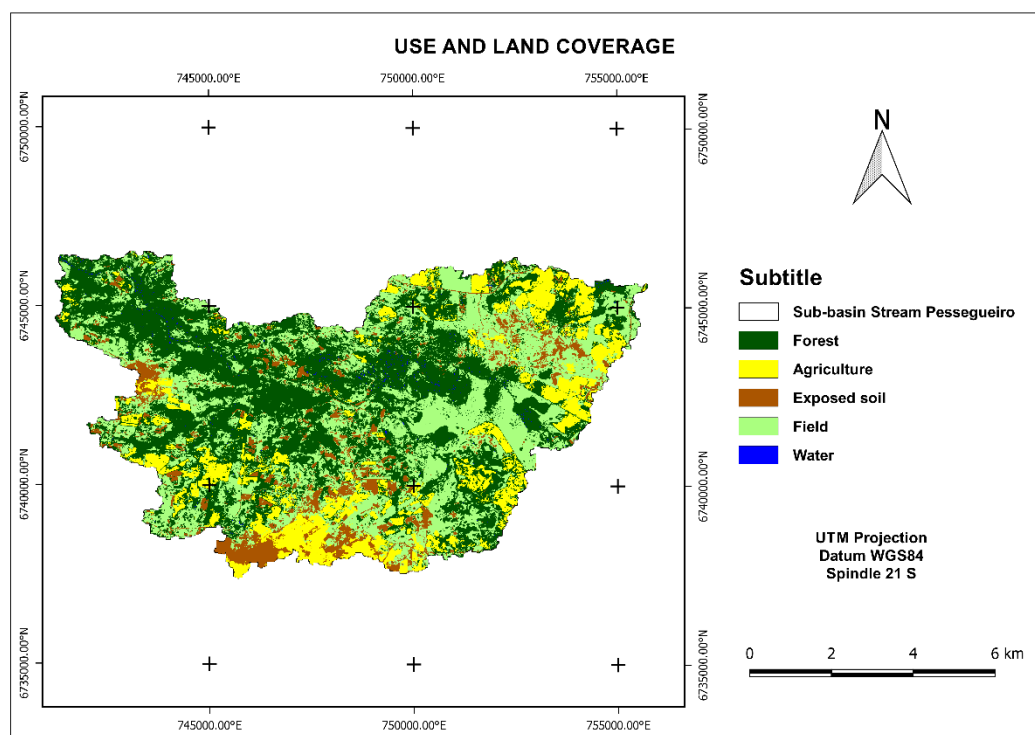 USE AND LAND COVERAGE
745000.00°E 750000.00°E 755000.00°E
6750000.00°N 6750000.00°N
6745000.00°N 6745000.00°N
6740000.00°N 6740000.00°N
6735000.00°N 6735000.00°N
745000.00°E 750000.00°E 755000.00°E
N
Subtitle
Sub-basin Stream Pessegueiro
Forest
Agriculture
Exposed soil
Field
Water
UTM Projection
Datum WGS84
Spindle 21 S
0 2 4 6 km